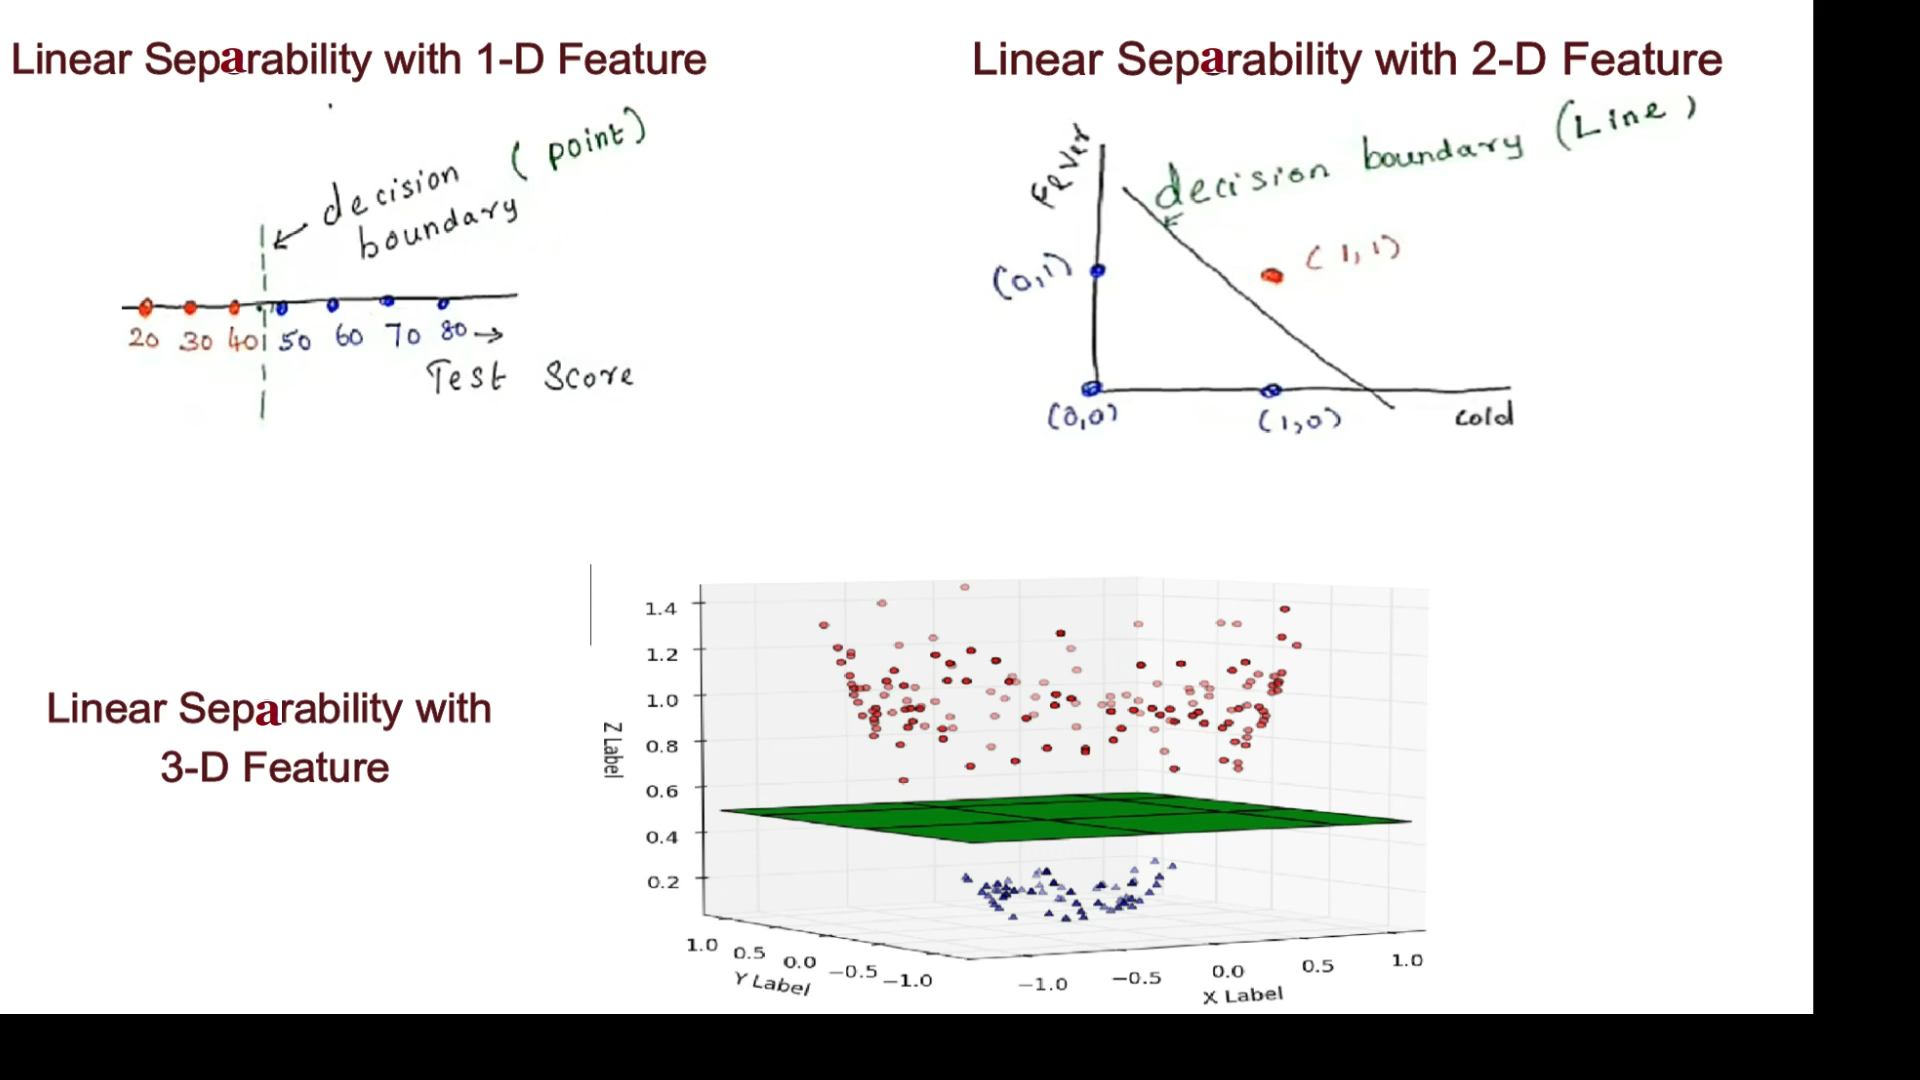 Linear Separability with 1-D Feature
decision (point)
boundary
20 30 40 50 60 70 80
Test Score
Linear Separability with 2-D Feature
decision boundary (Line)
Fever
(0,1)
(1,1)
(0,0)
(1,0)
cold
Linear Separability with
3-D Feature
Z Label
1.4
1.2
1.0
0.8
0.6
0.4
0.2
1.0 0.5 0.0 −0.5 −1.0
Y Label
−1.0 −0.5 0.0 0.5 1.0
X Label